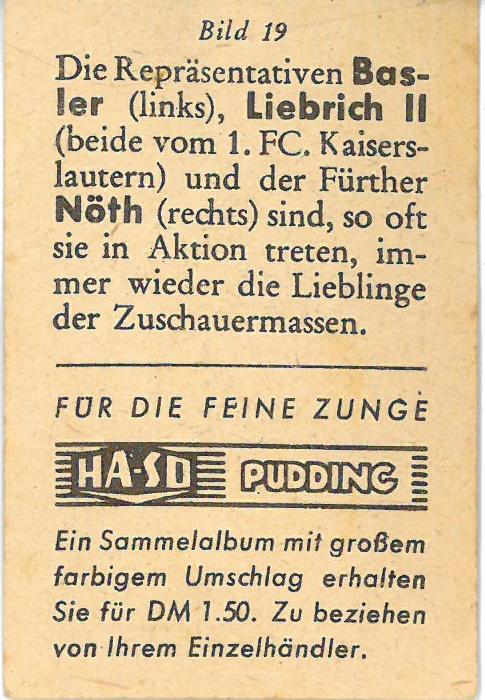 Bild 19
Die Repräsentativen Bas-
ler (links), Liebrich II
(beide vom 1. FC. Kaisers-
lautern) und der Fürther
Nöth (rechts) sind, so oft
sie in Aktion treten, im-
mer wieder die Lieblinge
der Zuschauermassen.
FÜR DIE FEINE ZUNGE
HA-SO PUDDING
Ein Sammelalbum mit großem
farbigem Umschlag erhalten
Sie für DM 1.50. Zu beziehen
von Ihrem Einzelhändler.